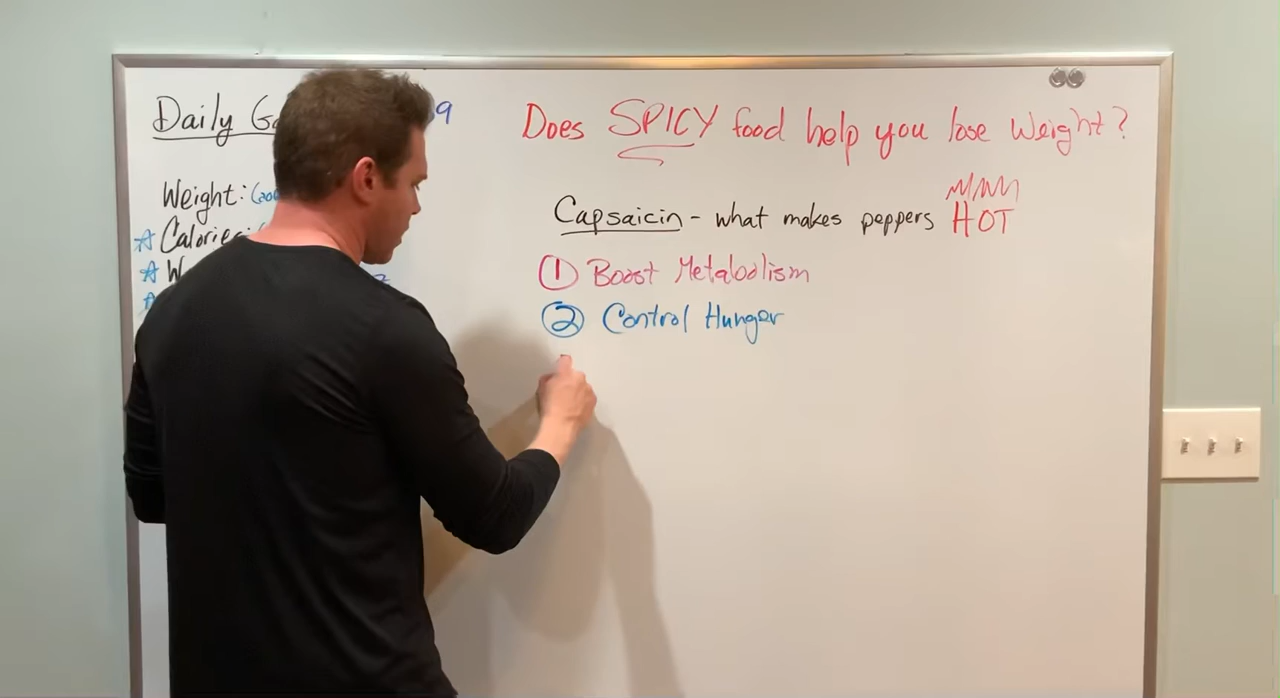 Daily
9
Weight:
Calories:
Does SPICY food help you lose Weight?
Capsaicin - what makes peppers HOT
① Boost Metabolism
② Control Hunger